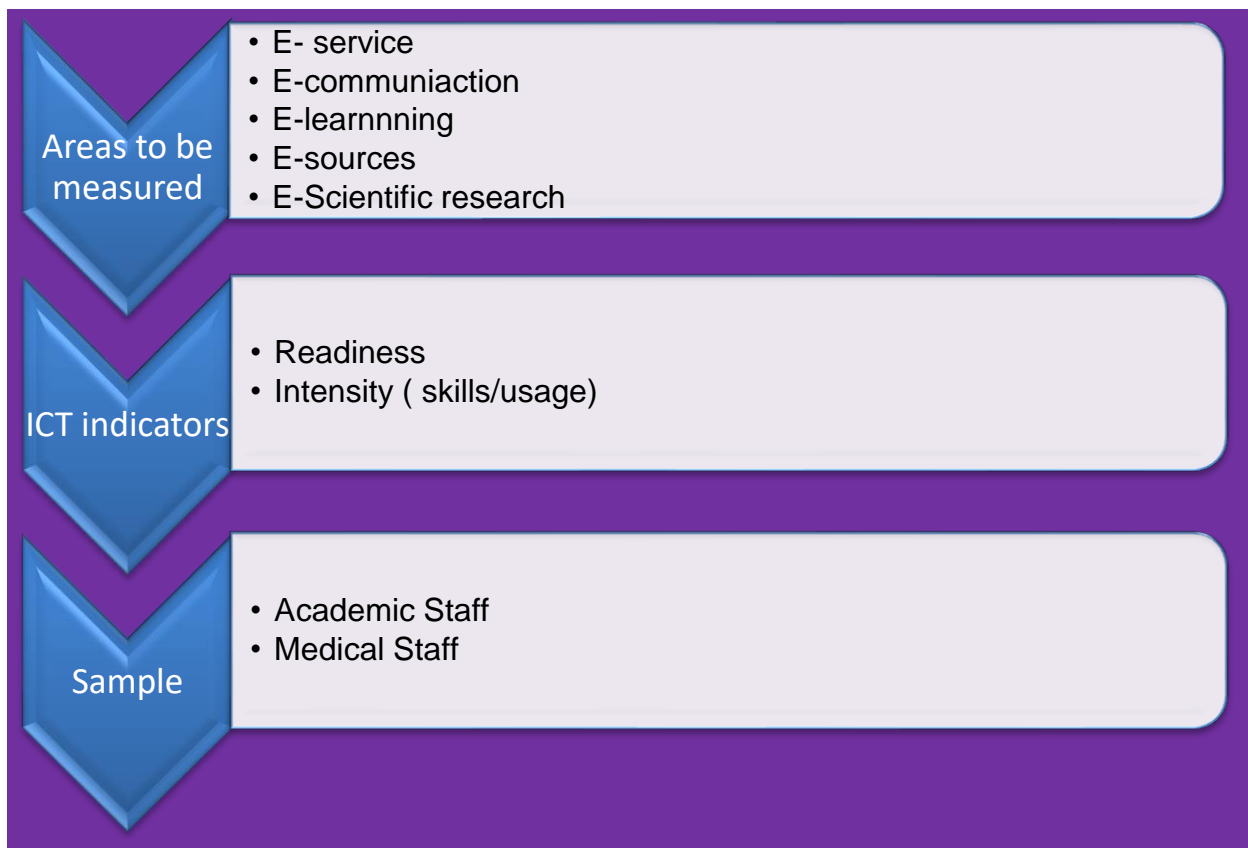 Areas to be
measured
• E- service
• E-communiaction
• E-learnnning
• E-sources
• E-Scientific research
ICT indicators
• Readiness
• Intensity ( skills/usage)
Sample
• Academic Staff
• Medical Staff